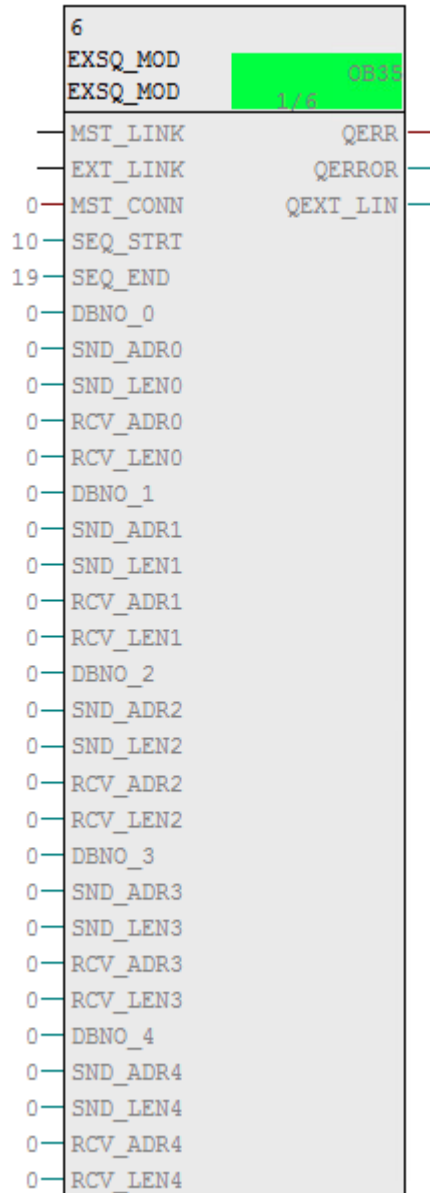 6
EXSQ_MOD OB35
EXSQ_MOD 1/6
MST_LINK QERR
EXT_LINK QERROR
0 MST_CONN QEXT_LIN
10 SEQ_STRT
19 SEQ_END
0 DBNO_0
0 SND_ADR0
0 SND_LEN0
0 RCV_ADR0
0 RCV_LEN0
0 DBNO_1
0 SND_ADR1
0 SND_LEN1
0 RCV_ADR1
0 RCV_LEN1
0 DBNO_2
0 SND_ADR2
0 SND_LEN2
0 RCV_ADR2
0 RCV_LEN2
0 DBNO_3
0 SND_ADR3
0 SND_LEN3
0 RCV_ADR3
0 RCV_LEN3
0 DBNO_4
0 SND_ADR4
0 SND_LEN4
0 RCV_ADR4
0 RCV_LEN4